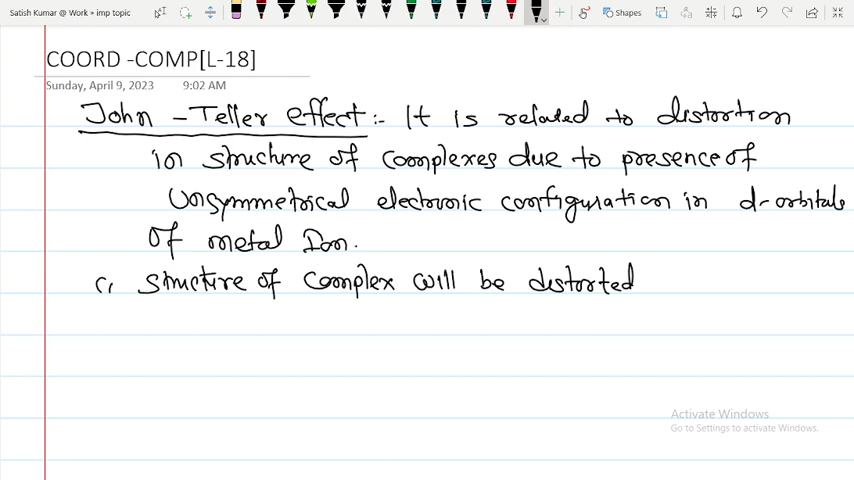 Satish Kumar @ Work » imp topic
Shapes
COORD -COMP[L-18]
Sunday, April 9, 2023 9:02 AM
John - Teller effect :- It is related to distortion
in structure of complexes due to presence of
Unsymmetrical electronic configuration in d-orbitals
of metal Ion.
structure of complex will be distorted
Activate Windows
Go to Settings to activate Windows.